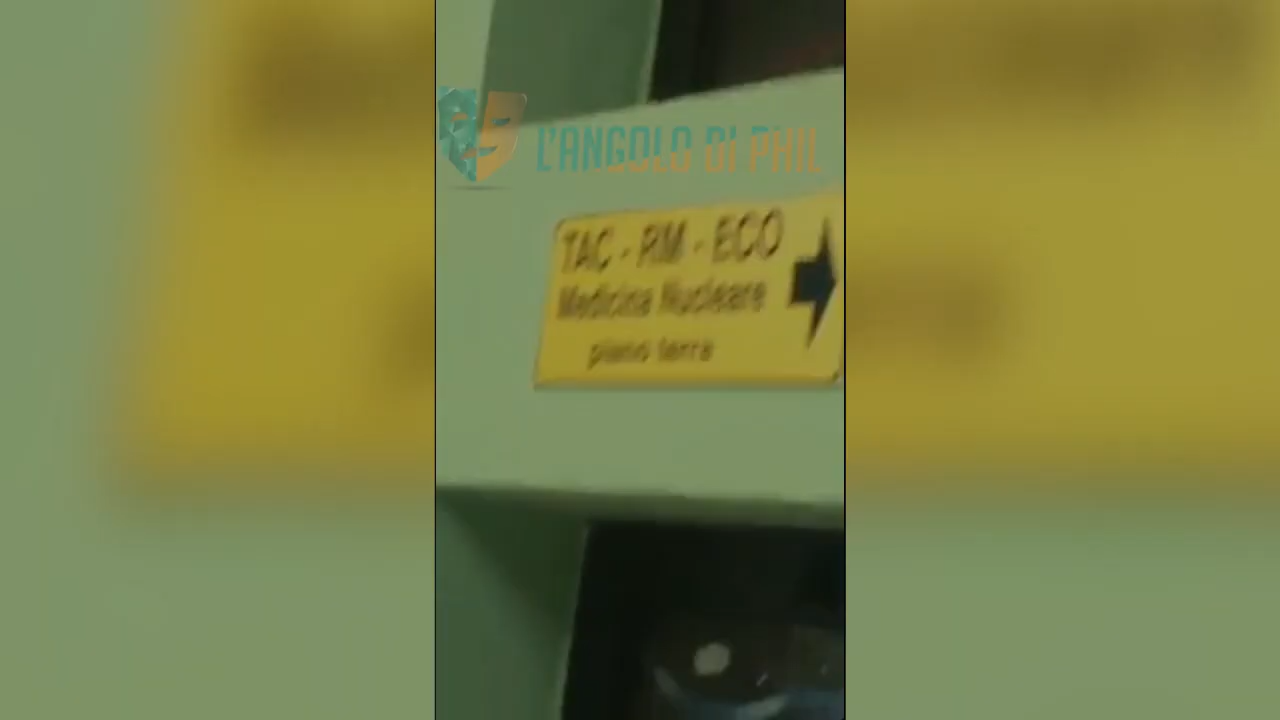 L'ANGOLO DI PHIL
TAC - RM - ECO
Medicina Nucleare
piano terra